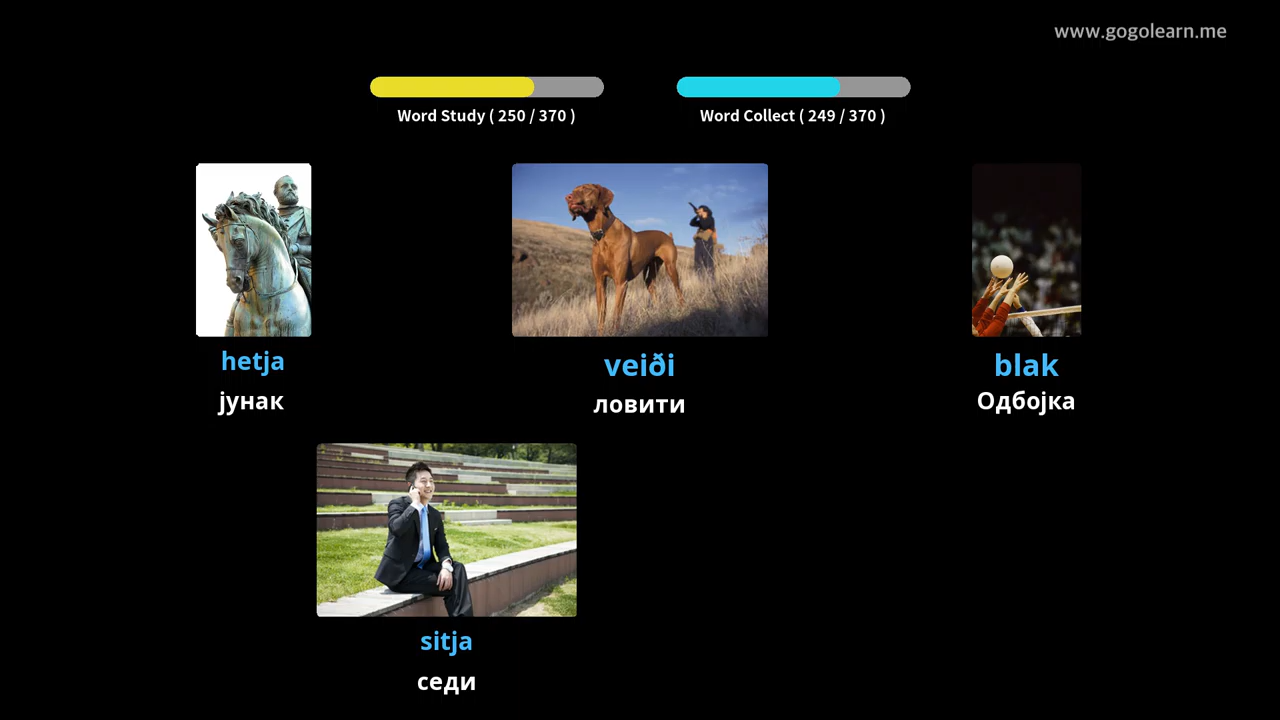 www.gogolearn.me
Word Study ( 250 / 370 )
Word Collect ( 249 / 370 )
hetja
јунак
veiði
ловити
blak
Одбојка
sitja
седи